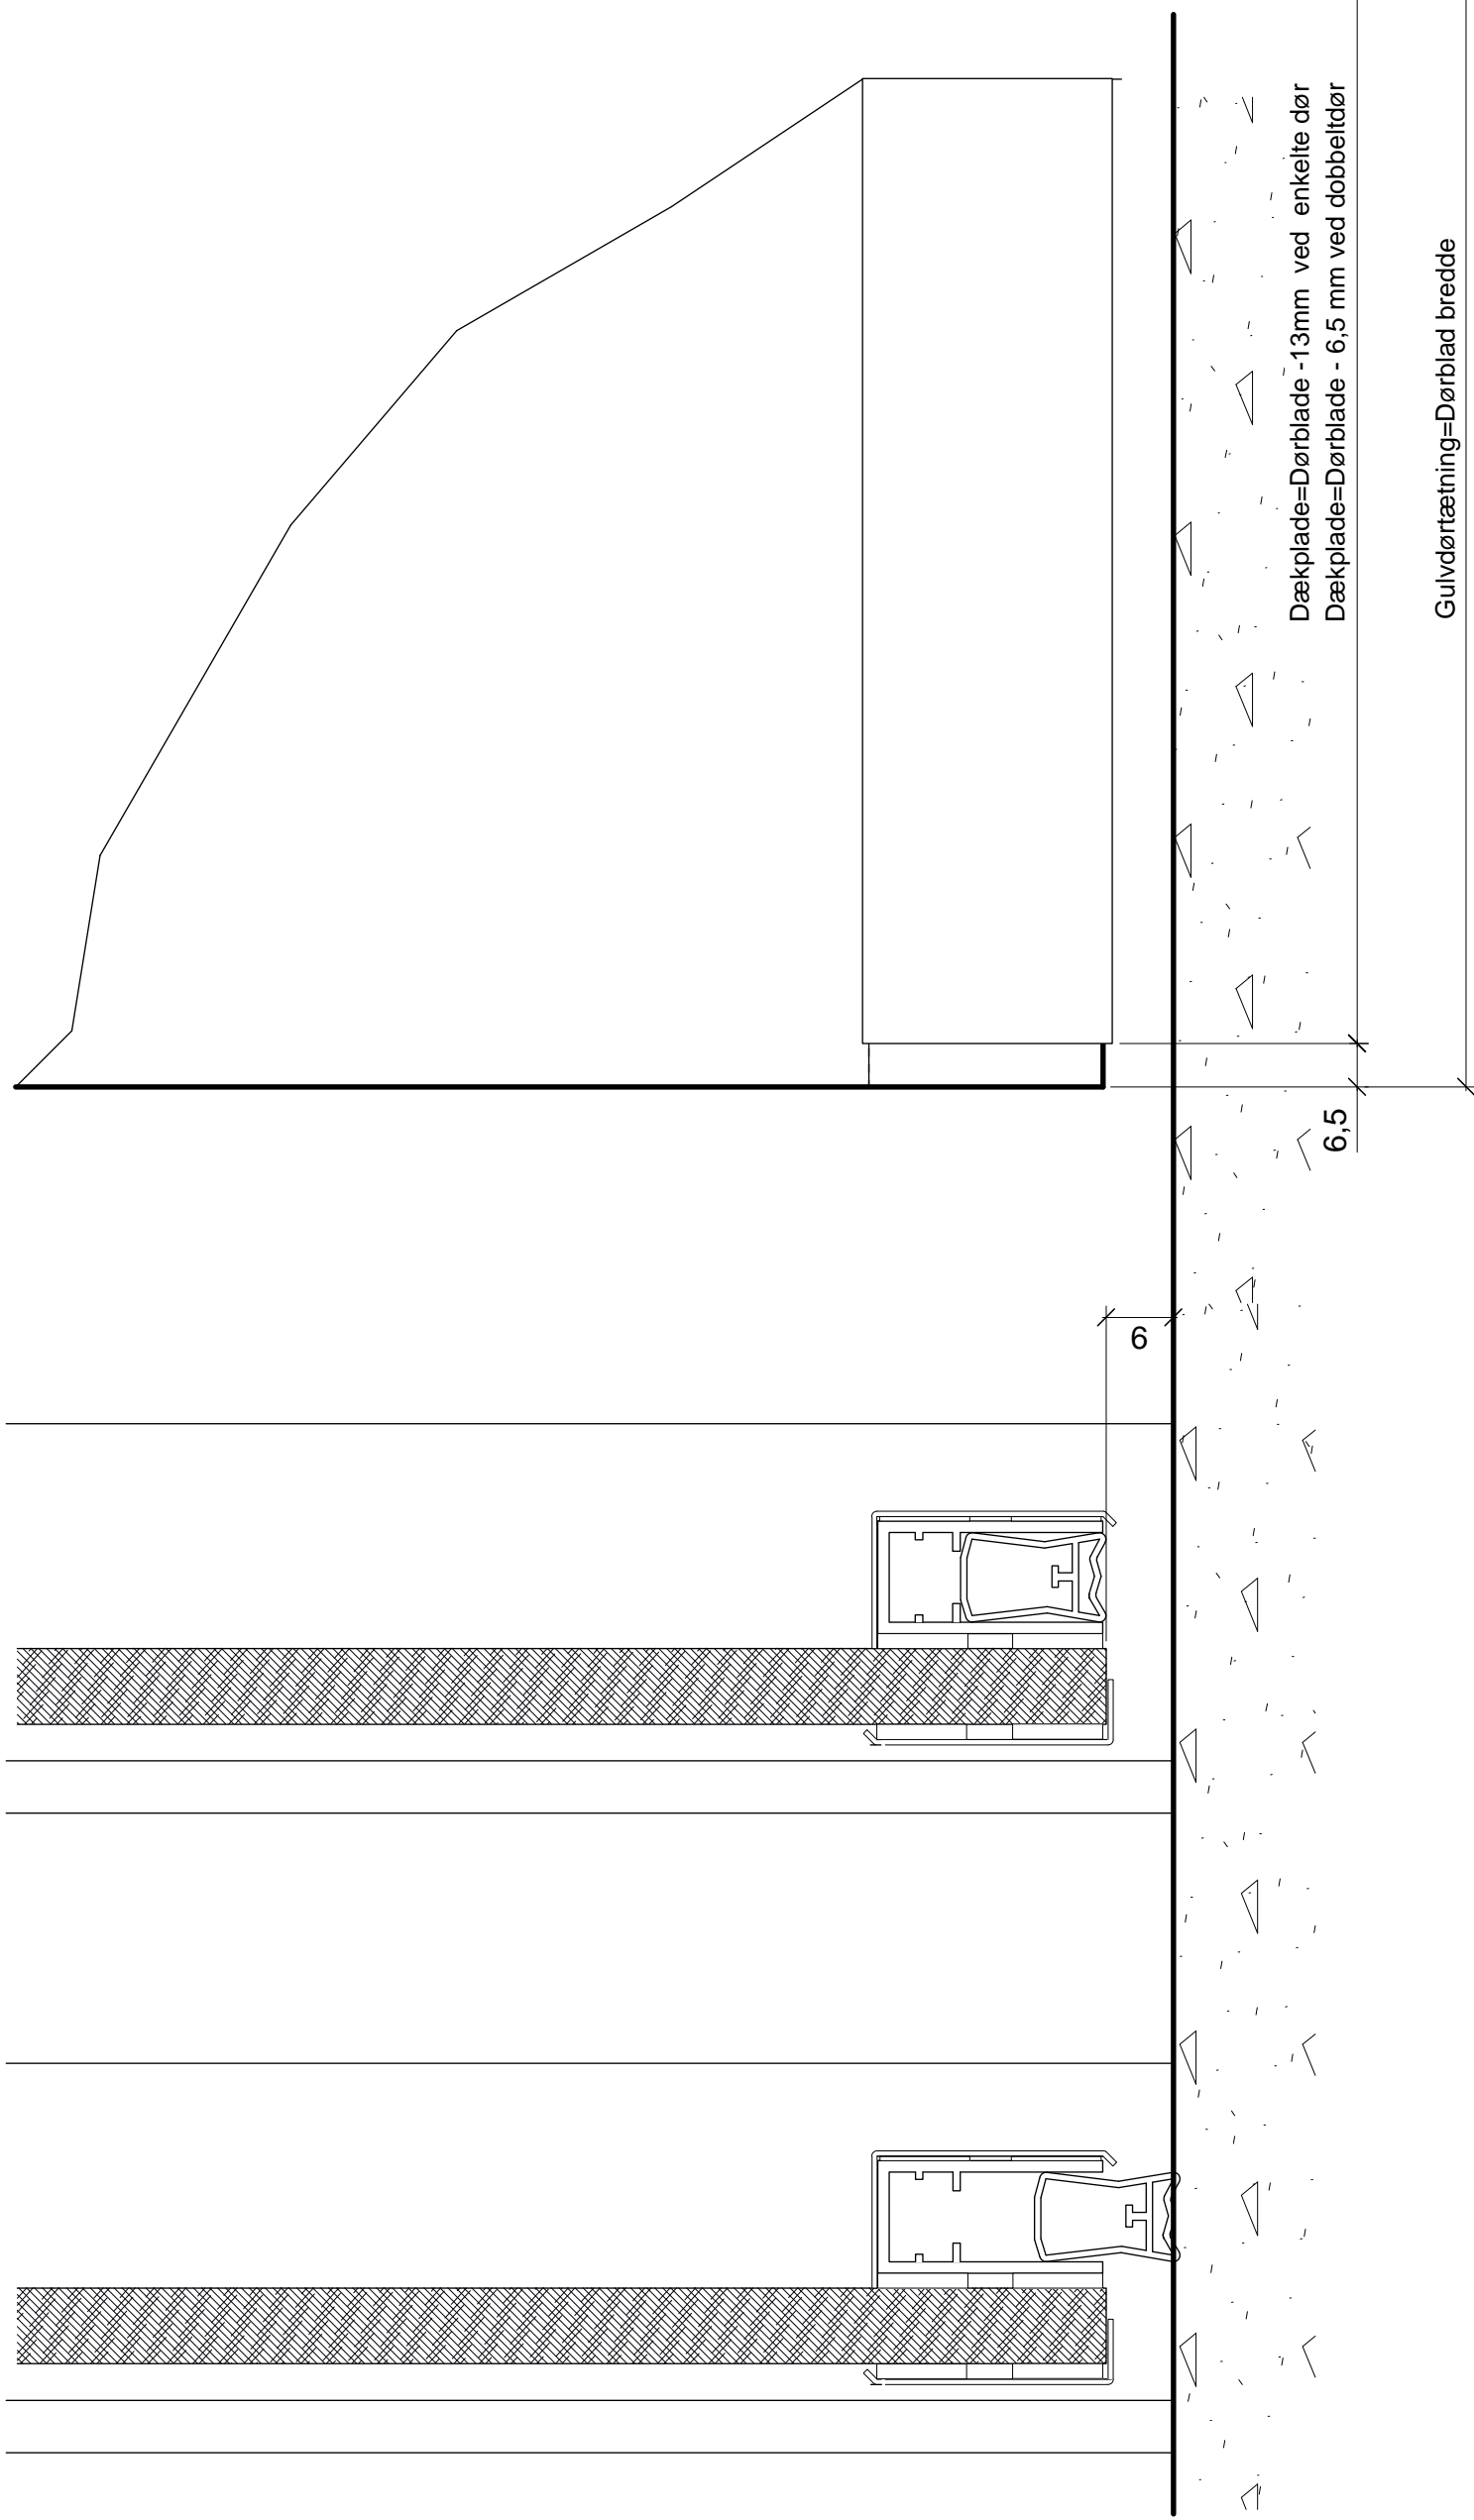 Dækplade=Dørblade -13mm  ved  enkelte dør
Dækplade=Dørblade - 6,5 mm ved dobbeltdør
Gulvdørtætning=Dørblad bredde
6,5
6